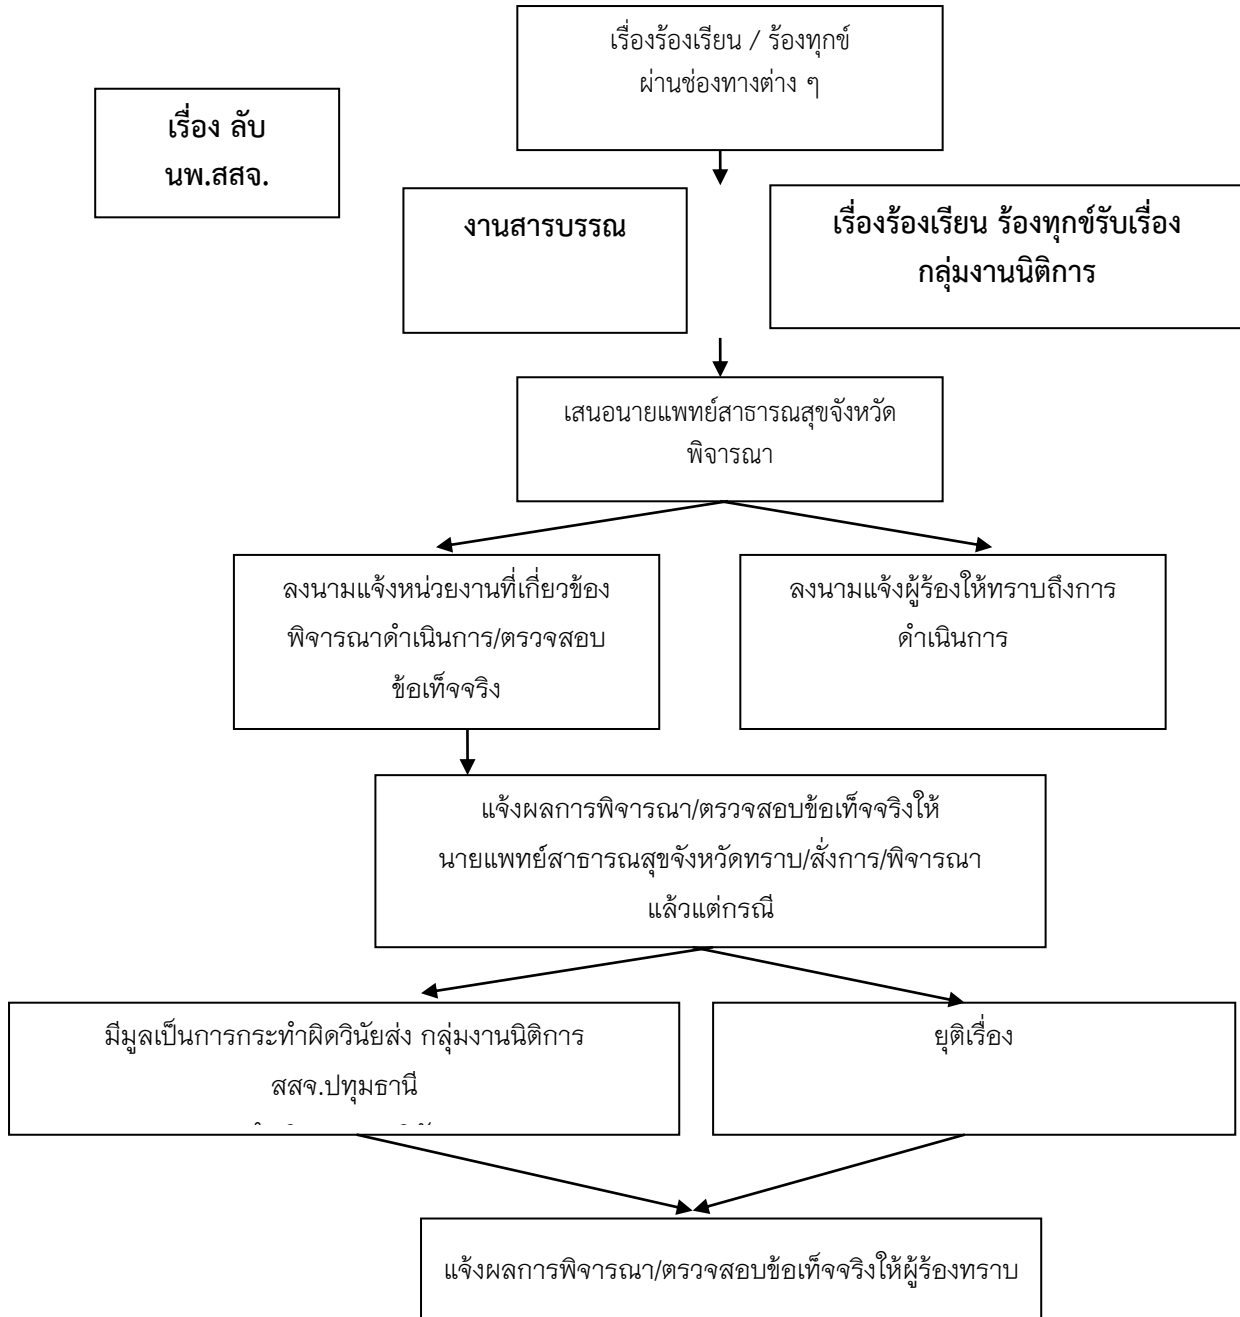 เรื่องร้องเรียน / ร้องทุกข์
ผ่านช่องทางต่าง ๆ
เรื่อง ลับ
นพ.สสจ.
งานสารบรรณ
เรื่องร้องเรียน ร้องทุกข์รับเรื่อง
กลุ่มงานนิติการ
เสนอนายแพทย์สาธารณสุขจังหวัด
พิจารณา
ลงนามแจ้งหน่วยงานที่เกี่ยวข้อง
พิจารณาดำเนินการ/ตรวจสอบ
ข้อเท็จจริง
ลงนามแจ้งผู้ร้องให้ทราบถึงการ
ดำเนินการ
แจ้งผลการพิจารณา/ตรวจสอบข้อเท็จจริงให้
นายแพทย์สาธารณสุขจังหวัดทราบ/สั่งการ/พิจารณา
แล้วแต่กรณี
มีมูลเป็นการกระทำผิดวินัยส่ง กลุ่มงานนิติการ
สสจ.ปทุมธานี
ยุติเรื่อง
แจ้งผลการพิจารณา/ตรวจสอบข้อเท็จจริงให้ผู้ร้องทราบ